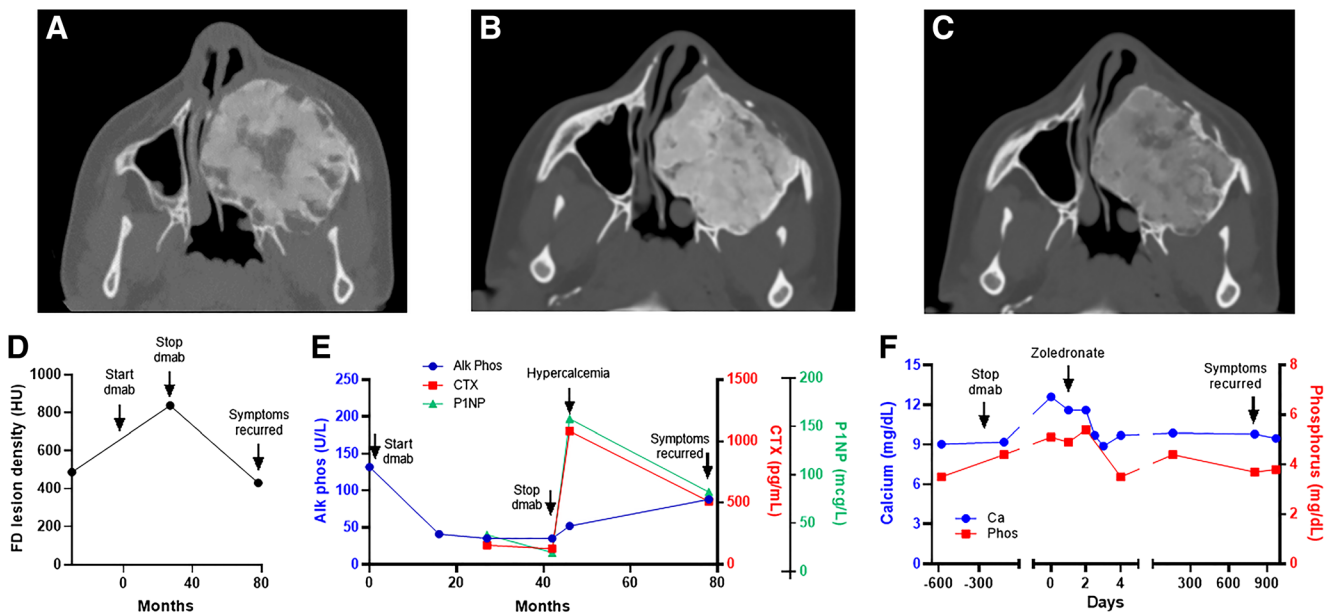 A
B
C
D
Stop
dmab
Start
dmab
Symptoms
recurred
FD lesion density (HU)
1000
800
600
400
200
0
0
40
80
Months
E
Alk Phos
CTX
P1NP
Hypercalcemia
Start
dmab
Stop
dmab
Symptoms
recurred
Alk phos (U/L)
250
200
150
100
50
0
0
20
40
60
80
Months
1500
1000
500
0
CTX (pg/mL)
200
150
100
50
0
P1NP (mcg/L)
F
Zoledronate
Stop
dmab
Symptoms
recurred
Calcium (mg/dL)
15
12
9
6
3
0
Ca
Phos
-600
-300
0
2
4
300
600
900
Days
8
6
4
2
0
Phosphorus (mg/dL)